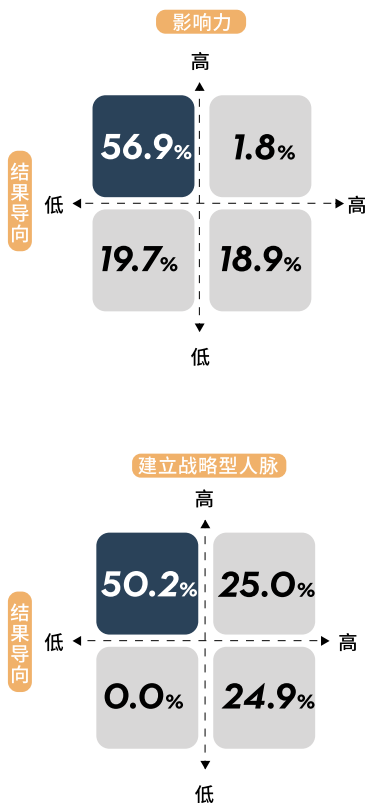 影响力
高
56.9%
1.8%
结果导向
低
高
19.7%
18.9%
低
建立战略型人脉
高
50.2%
25.0%
结果导向
低
高
0.0%
24.9%
低